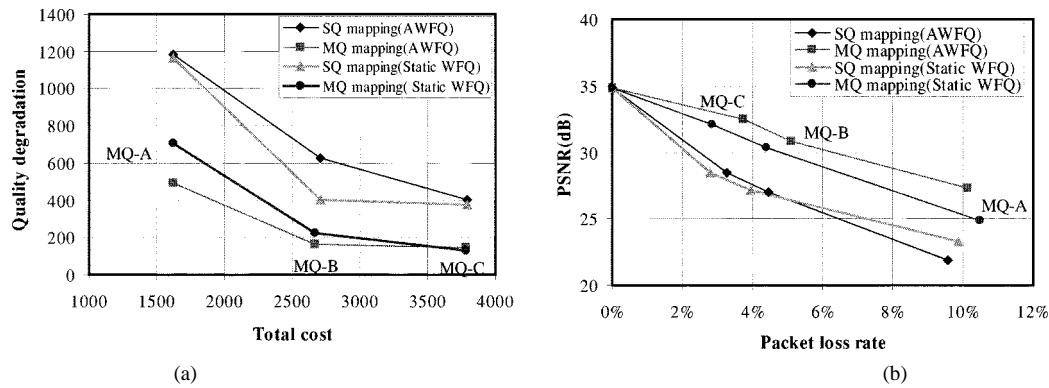 1400
1200
1000
800
600
400
200
0
Quality degradation
SQ mapping(AWFQ)
MQ mapping(AWFQ)
SQ mapping(Static WFQ)
MQ mapping( Static WFQ)
MQ-A
MQ-B
MQ-C
1000 1500 2000 2500 3000 3500 4000
Total cost
(a)
40
35
30
25
20
PSNR(dB)
SQ mapping(AWFQ)
MQ mapping(AWFQ)
SQ mapping(Static WFQ)
MQ mapping(Static WFQ)
MQ-C
MQ-B
MQ-A
0% 2% 4% 6% 8% 10% 12%
Packet loss rate
(b)